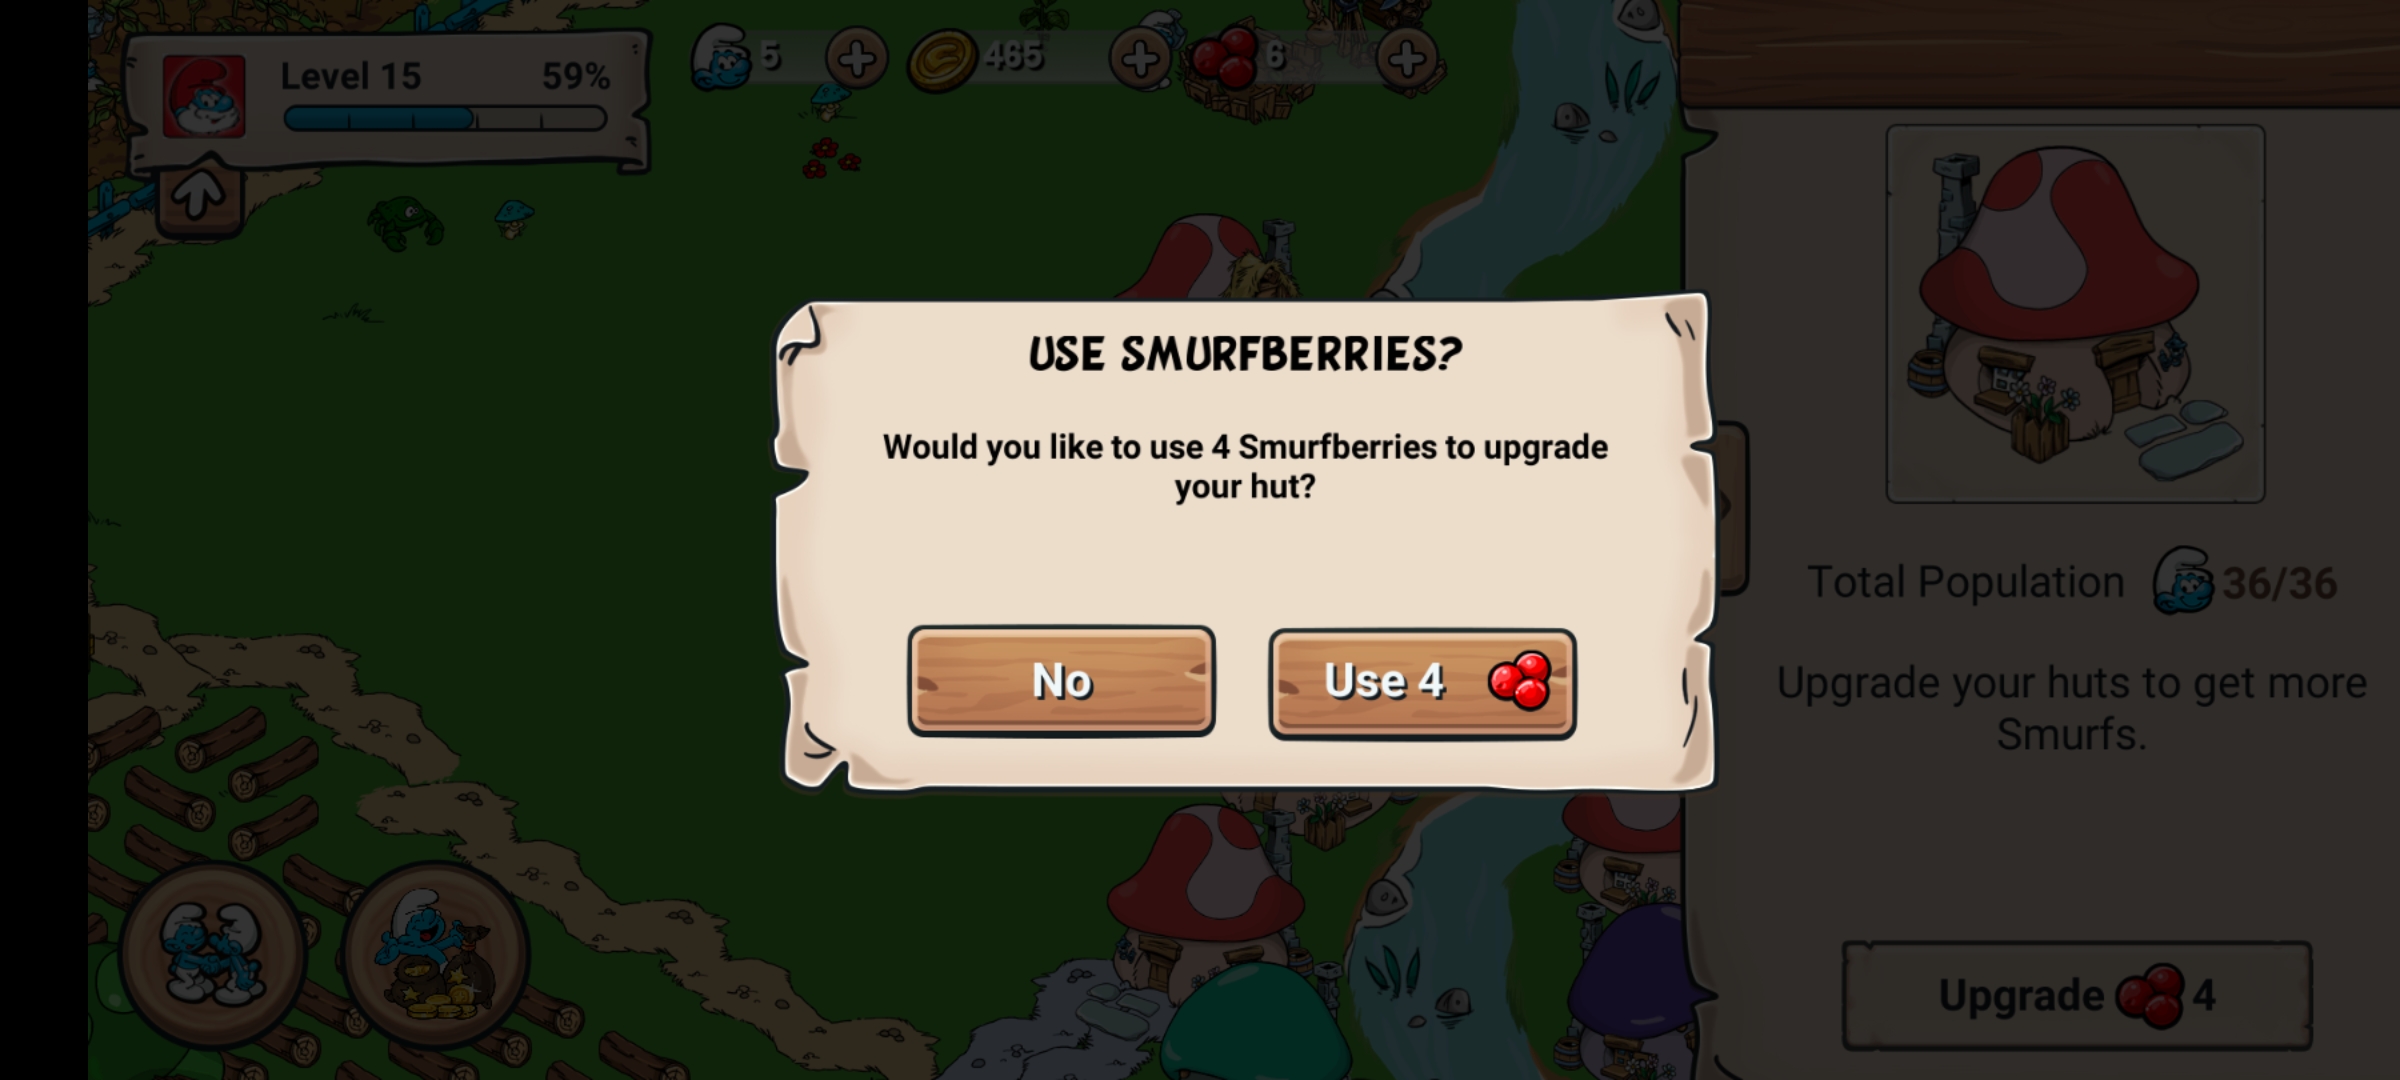 Level 15 59%
5 465 6
USE SMURFBERRIES?
Would you like to use 4 Smurfberries to upgrade
your hut?
No Use 4
Total Population 36/36
Upgrade your huts to get more
Smurfs.
Upgrade 4